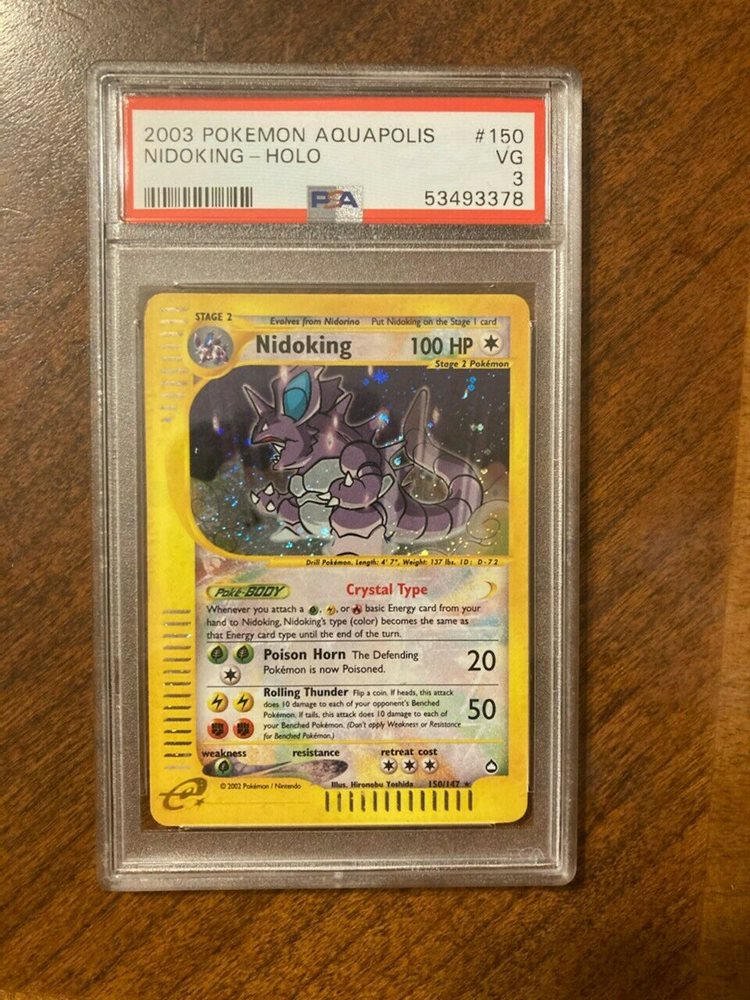 2003 POKEMON AQUAPOLIS #150
NIDOKING - HOLO VG
3
PSA 53493378
STAGE 2
Evolves from Nidorino Put Nidoking on the Stage 1 card
Nidoking 100 HP
Stage 2 Pokémon
Drill Pokémon, Length: 4' 7", Weight: 137 lbs. ID: D-72
Poké-BODY Crystal Type
Whenever you attach a , , or basic Energy card from your
hand to Nidoking, Nidoking's type (color) becomes the same as
that Energy card type until the end of the turn.
Poison Horn The Defending
Pokémon is now Poisoned. 20
Rolling Thunder Flip a coin. If heads, this attack
does 10 damage to each of your opponent's Benched
Pokémon. If tails, this attack does 10 damage to each of
your Benched Pokémon. (Don't apply Weakness or Resistance
for Benched Pokémon.) 50
weakness resistance retreat cost
© 2002 Pokémon / Nintendo Illus. Hironobu Yoshida 150/147 ★
e